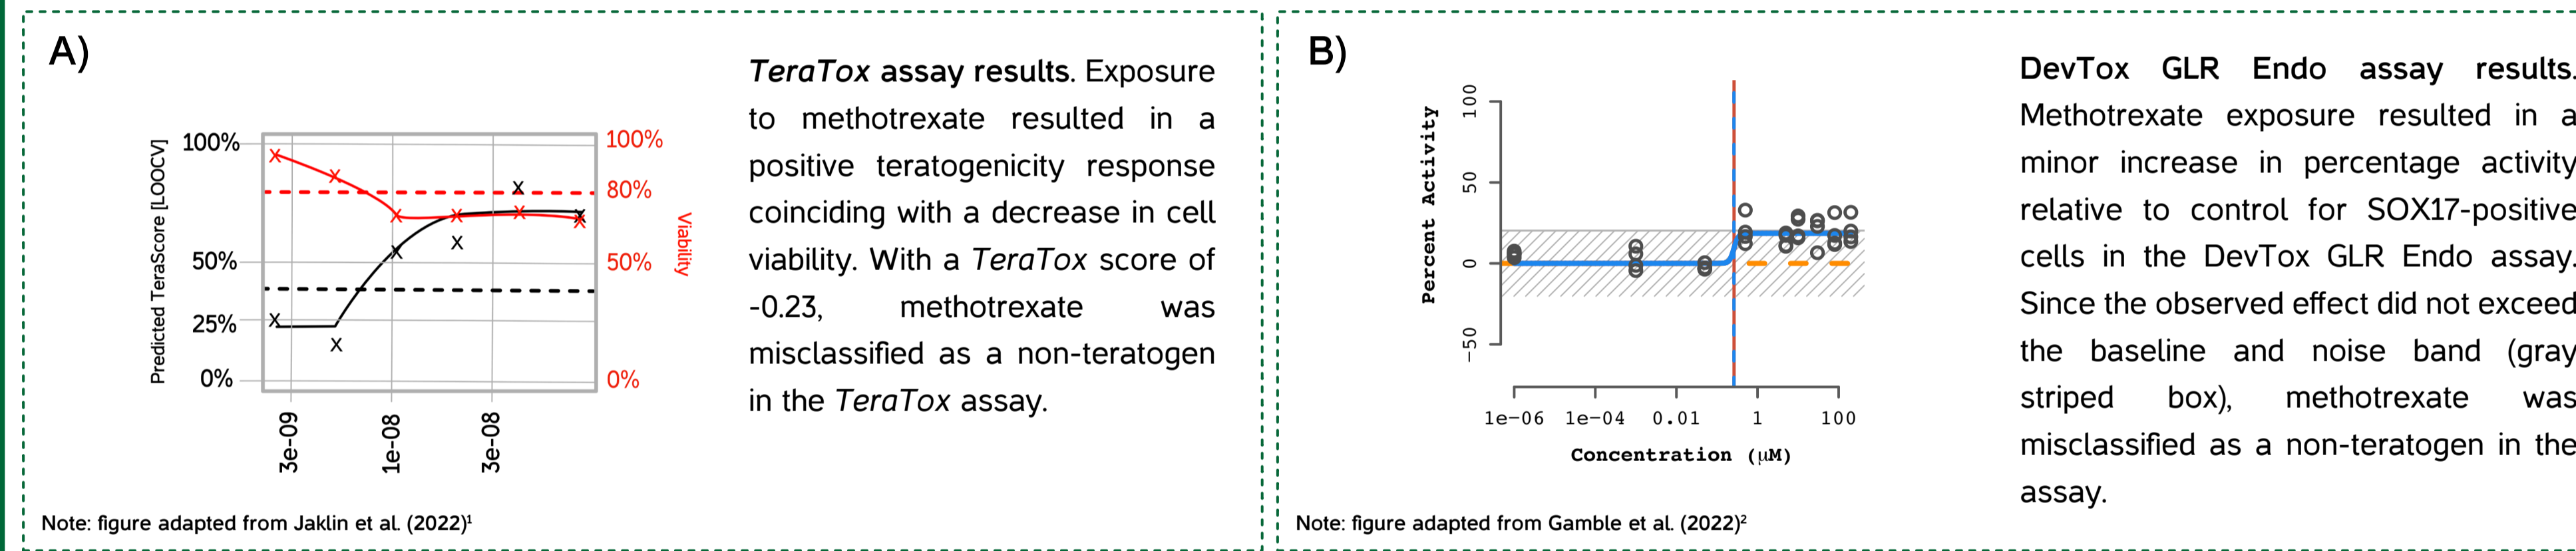 A)
Predicted TeraScore [LOOCV]
100%
50%
25%
0%
100%
80%
50%
0%
Viability
3e-09
1e-08
3e-08
TeraTox assay results. Exposure
to methotrexate resulted in a
positive teratogenicity response
coinciding with a decrease in cell
viability. With a TeraTox score of
-0.23, methotrexate was
misclassified as a non-teratogen
in the TeraTox assay.
Note: figure adapted from Jaklin et al. (2022)¹
B)
Percent Activity
100
50
0
-50
1e-06 1e-04 0.01 1 100
Concentration (µM)
DevTox GLR Endo assay results.
Methotrexate exposure resulted in a
minor increase in percentage activity
relative to control for SOX17-positive
cells in the DevTox GLR Endo assay.
Since the observed effect did not exceed
the baseline and noise band (gray
striped box), methotrexate was
misclassified as a non-teratogen in the
assay.
Note: figure adapted from Gamble et al. (2022)²